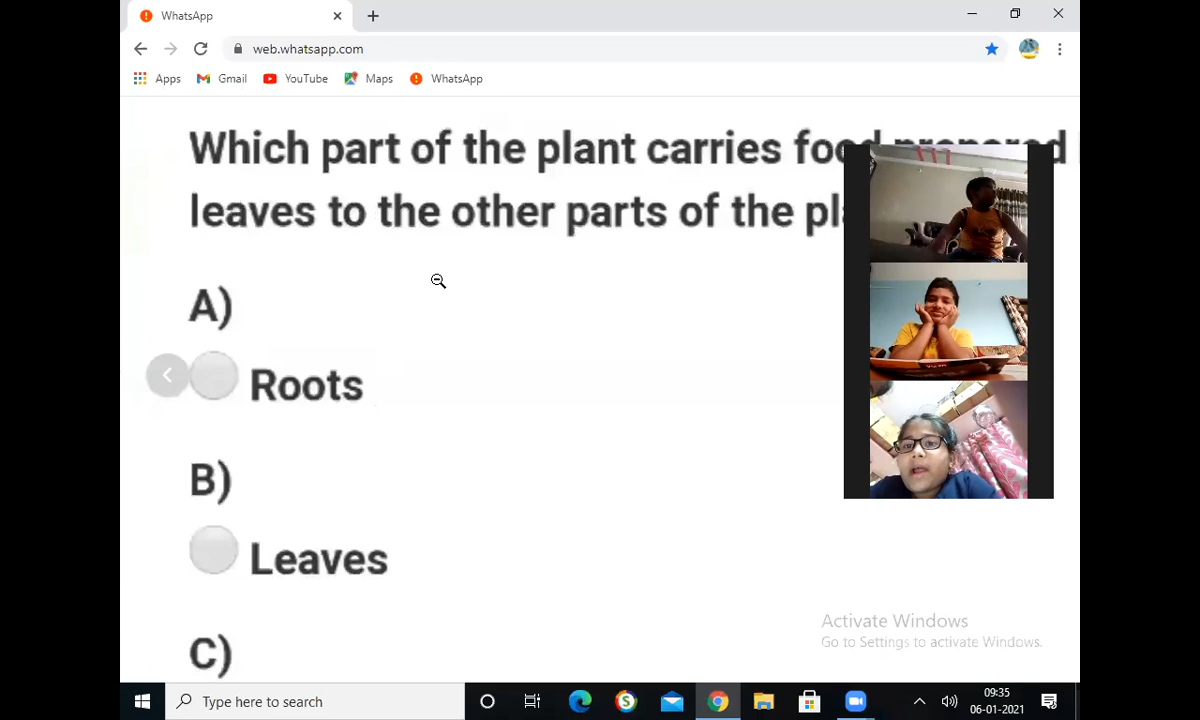 WhatsApp
web.whatsapp.com
Apps
Gmail
YouTube
Maps
WhatsApp
Which part of the plant carries food prepared
leaves to the other parts of the
A)
Roots
B)
Leaves
C)
Activate Windows
Go to Settings to activate Windows.
Type here to search
09:35
06-01-2021